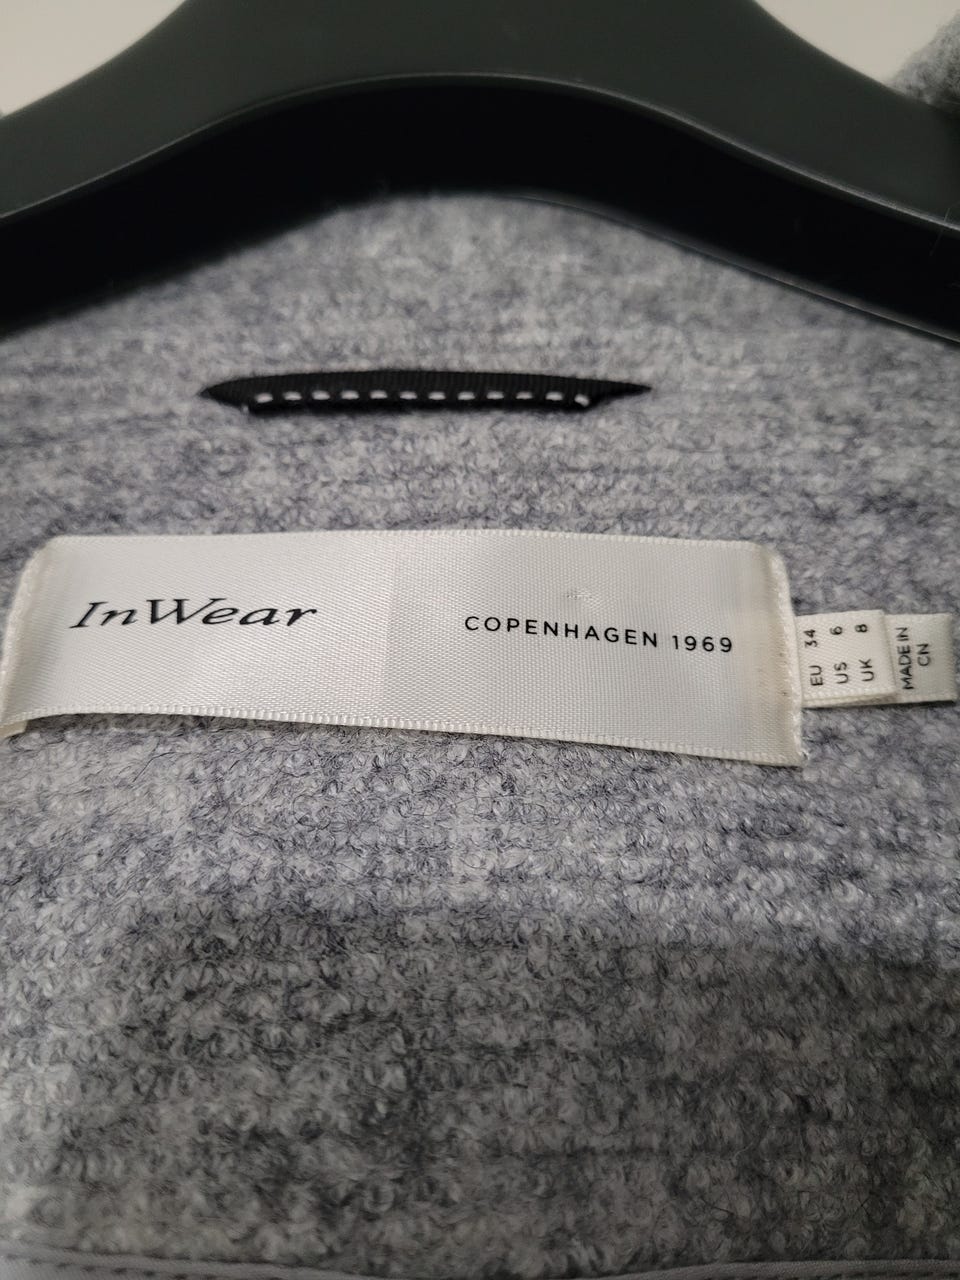 InWear
COPENHAGEN 1969
EU 34
US 6
UK 8
MADE IN
CN